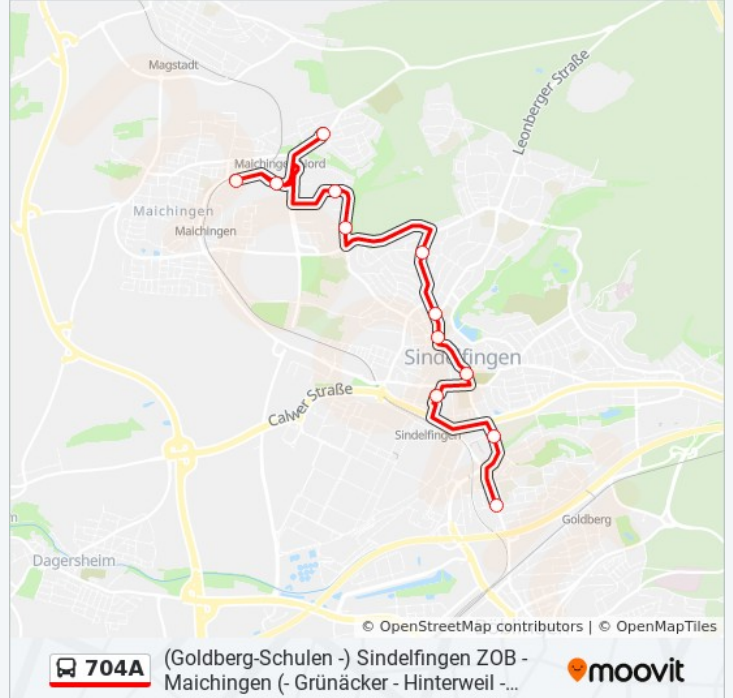 Magstadt
Leonberger Straße
Maichingen Nord
Maichingen
Maichingen
Sindelfingen
Calwer Straße
Sindelfingen
Goldberg
Dagersheim
© OpenStreetMap contributors | © OpenMapTiles
704A
(Goldberg-Schulen -) Sindelfingen ZOB -
Maichingen (- Grünäcker - Hinterweil -...
moovit